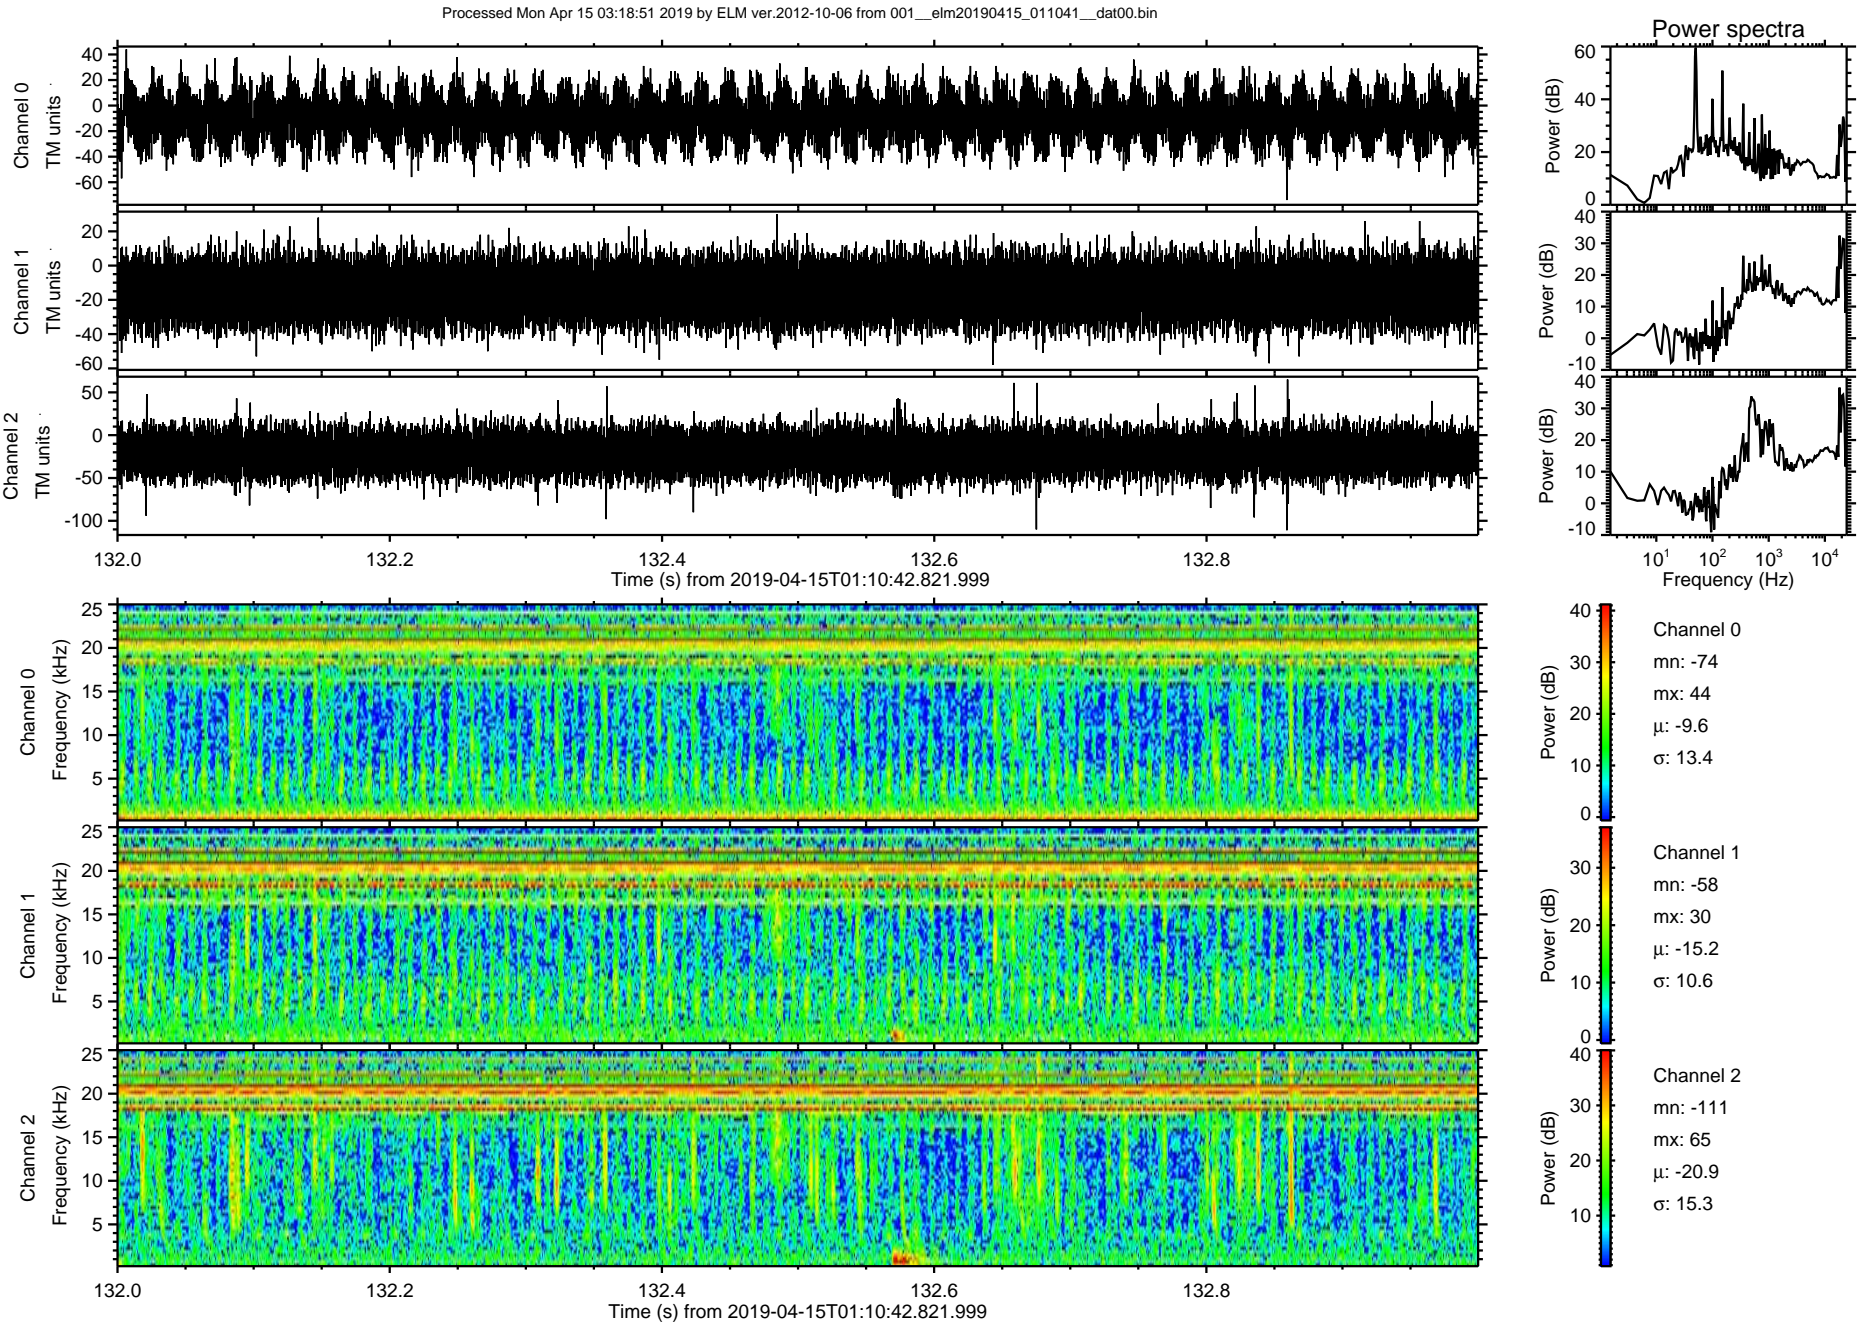 Processed Mon Apr 15 03:18:51 2019 by ELM ver.2012-10-06 from 001__elm20190415_011041__dat00.bin
Power spectra
Channel 0
TM units
40
20
0
-20
-40
-60
Power (dB)
60
40
20
0
Channel 1
TM units
20
0
-20
-40
-60
Power (dB)
40
30
20
10
0
-10
Channel 2
TM units
50
0
-50
-100
Power (dB)
40
30
20
10
0
-10
132.0 132.2 132.4 132.6 132.8
Time (s) from 2019-04-15T01:10:42.821.999
10¹ 10² 10³ 10⁴
Frequency (Hz)
Channel 0
Frequency (kHz)
25
20
15
10
5
Power (dB)
40
30
20
10
0
Channel 0
mn: -74
mx: 44
μ: -9.6
σ: 13.4
Channel 1
Frequency (kHz)
25
20
15
10
5
Power (dB)
30
20
10
0
Channel 1
mn: -58
mx: 30
μ: -15.2
σ: 10.6
Channel 2
Frequency (kHz)
25
20
15
10
5
Power (dB)
40
30
20
10
Channel 2
mn: -111
mx: 65
μ: -20.9
σ: 15.3
132.0 132.2 132.4 132.6 132.8
Time (s) from 2019-04-15T01:10:42.821.999